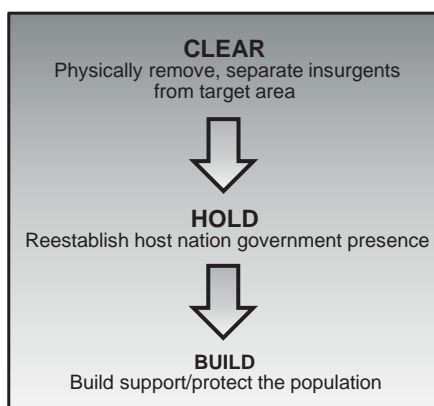 CLEAR
Physically remove, separate insurgents
from target area
HOLD
Reestablish host nation government presence
BUILD
Build support/protect the population